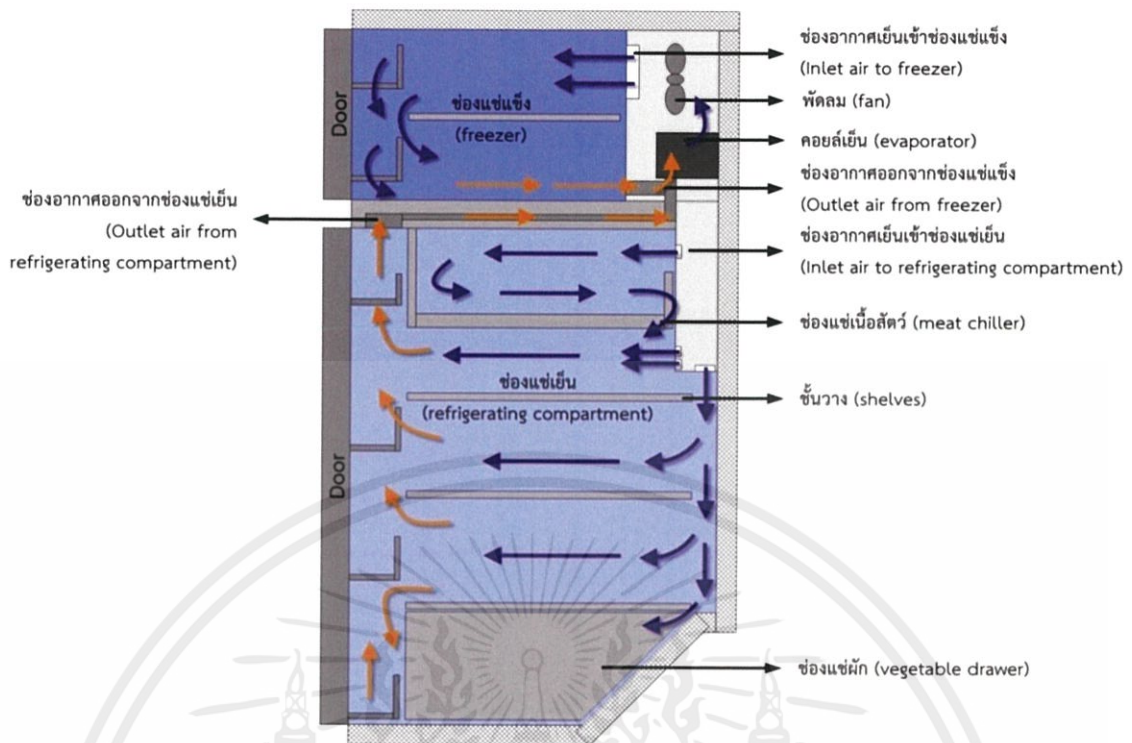 ช่องอากาศเย็นเข้าช่องแช่แข็ง
(Inlet air to freezer)
พัดลม (fan)
คอยล์เย็น (evaporator)
ช่องอากาศออกจากช่องแช่แข็ง
(Outlet air from freezer)
ช่องอากาศเย็นเข้าช่องแช่เย็น
(Inlet air to refrigerating compartment)
ช่องแช่เนื้อสัตว์ (meat chiller)
ชั้นวาง (shelves)
ช่องแช่ผัก (vegetable drawer)
Door
ช่องแช่แข็ง
(freezer)
ช่องอากาศออกจากช่องแช่เย็น
(Outlet air from
refrigerating compartment)
ช่องแช่เย็น
(refrigerating compartment)
Door